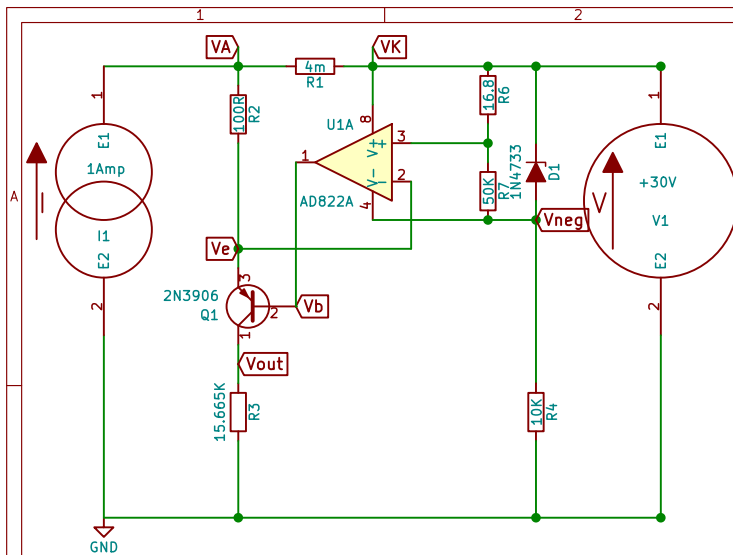 1
2
A
VA
VK
4m
R1
100R
R2
1
E1
1Amp
I
I1
E2
2
U1A
8
V+
+
3
1
V-
-
2
4
AD822A
16.8
R6
50K
R7
1N4733
D1
Vneg
1
E1
+30V
V
V1
E2
2
Ve
3
2N3906
Q1
2
1
Vb
Vout
15.665K
R3
10K
R4
GND